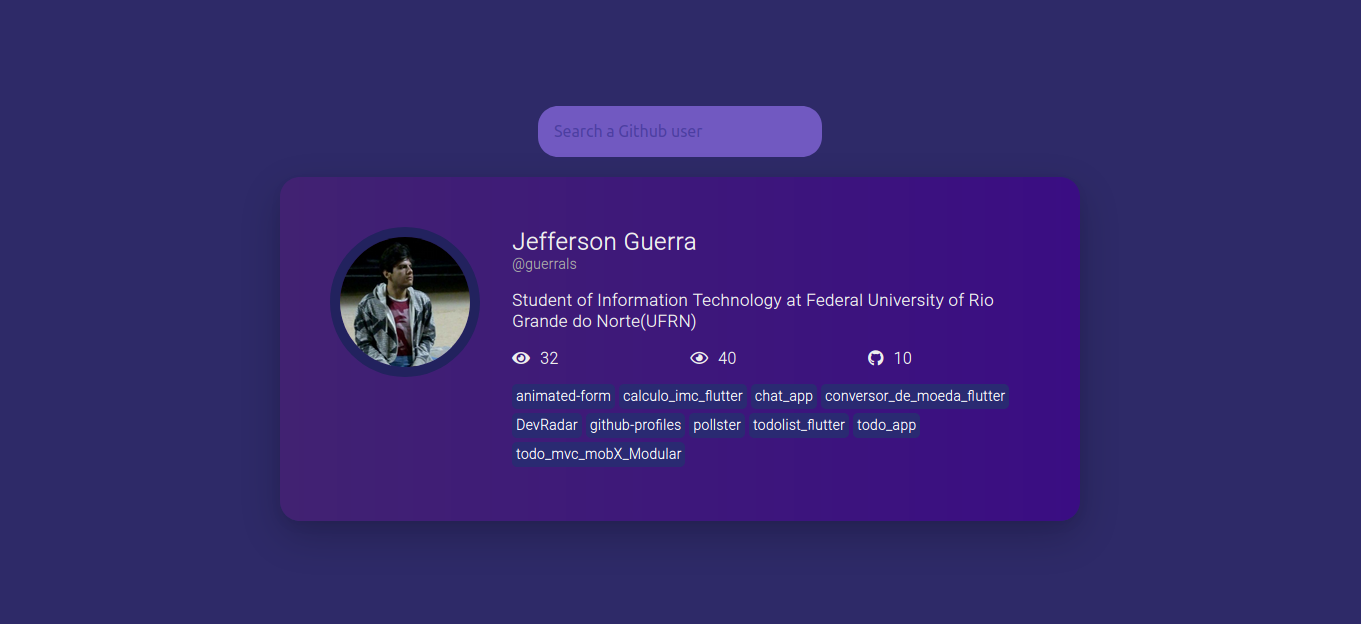 Search a Github user
Jefferson Guerra
@guerrals
Student of Information Technology at Federal University of Rio
Grande do Norte(UFRN)
32 40 10
animated-form calculo_imc_flutter chat_app conversor_de_moeda_flutter
DevRadar github-profiles pollster todolist_flutter todo_app
todo_mvc_mobX_Modular